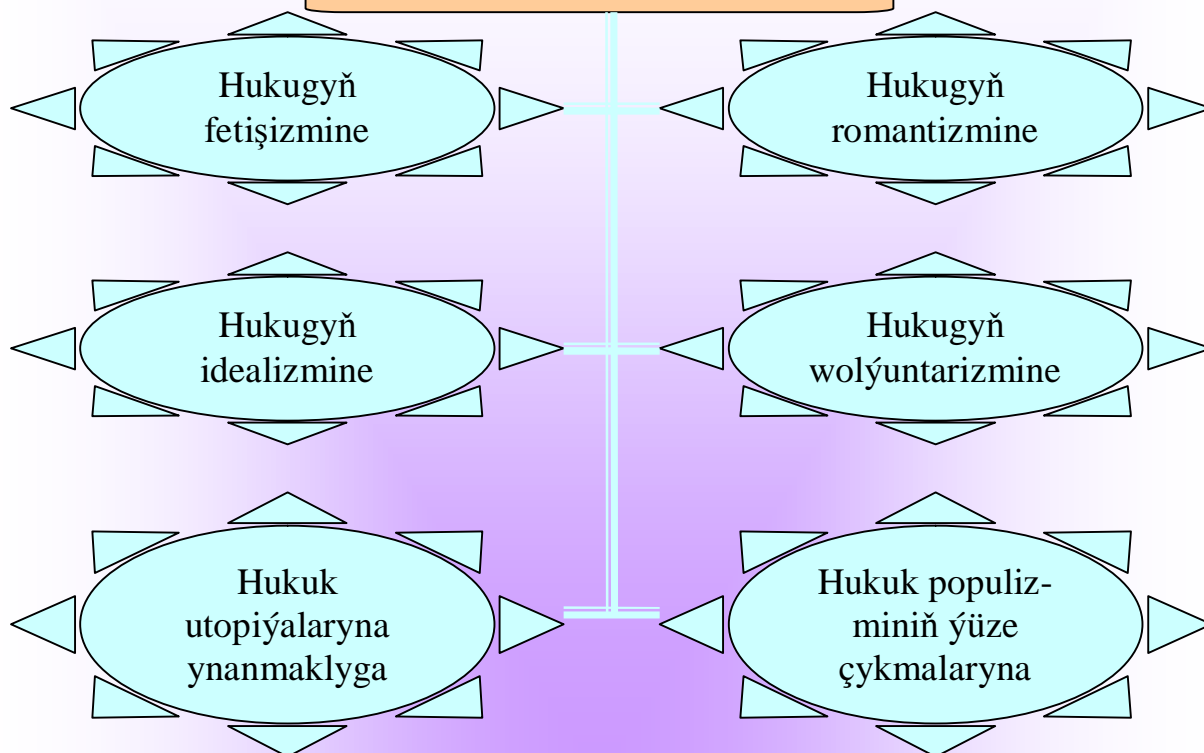 Hukugyň
fetişizmine
Hukugyň
romantizmine
Hukugyň
idealizmine
Hukugyň
wolýuntarizmine
Hukuk
utopiýalaryna
ynanmaklyga
Hukuk populiz-
miniň ýüze
çykmalaryna